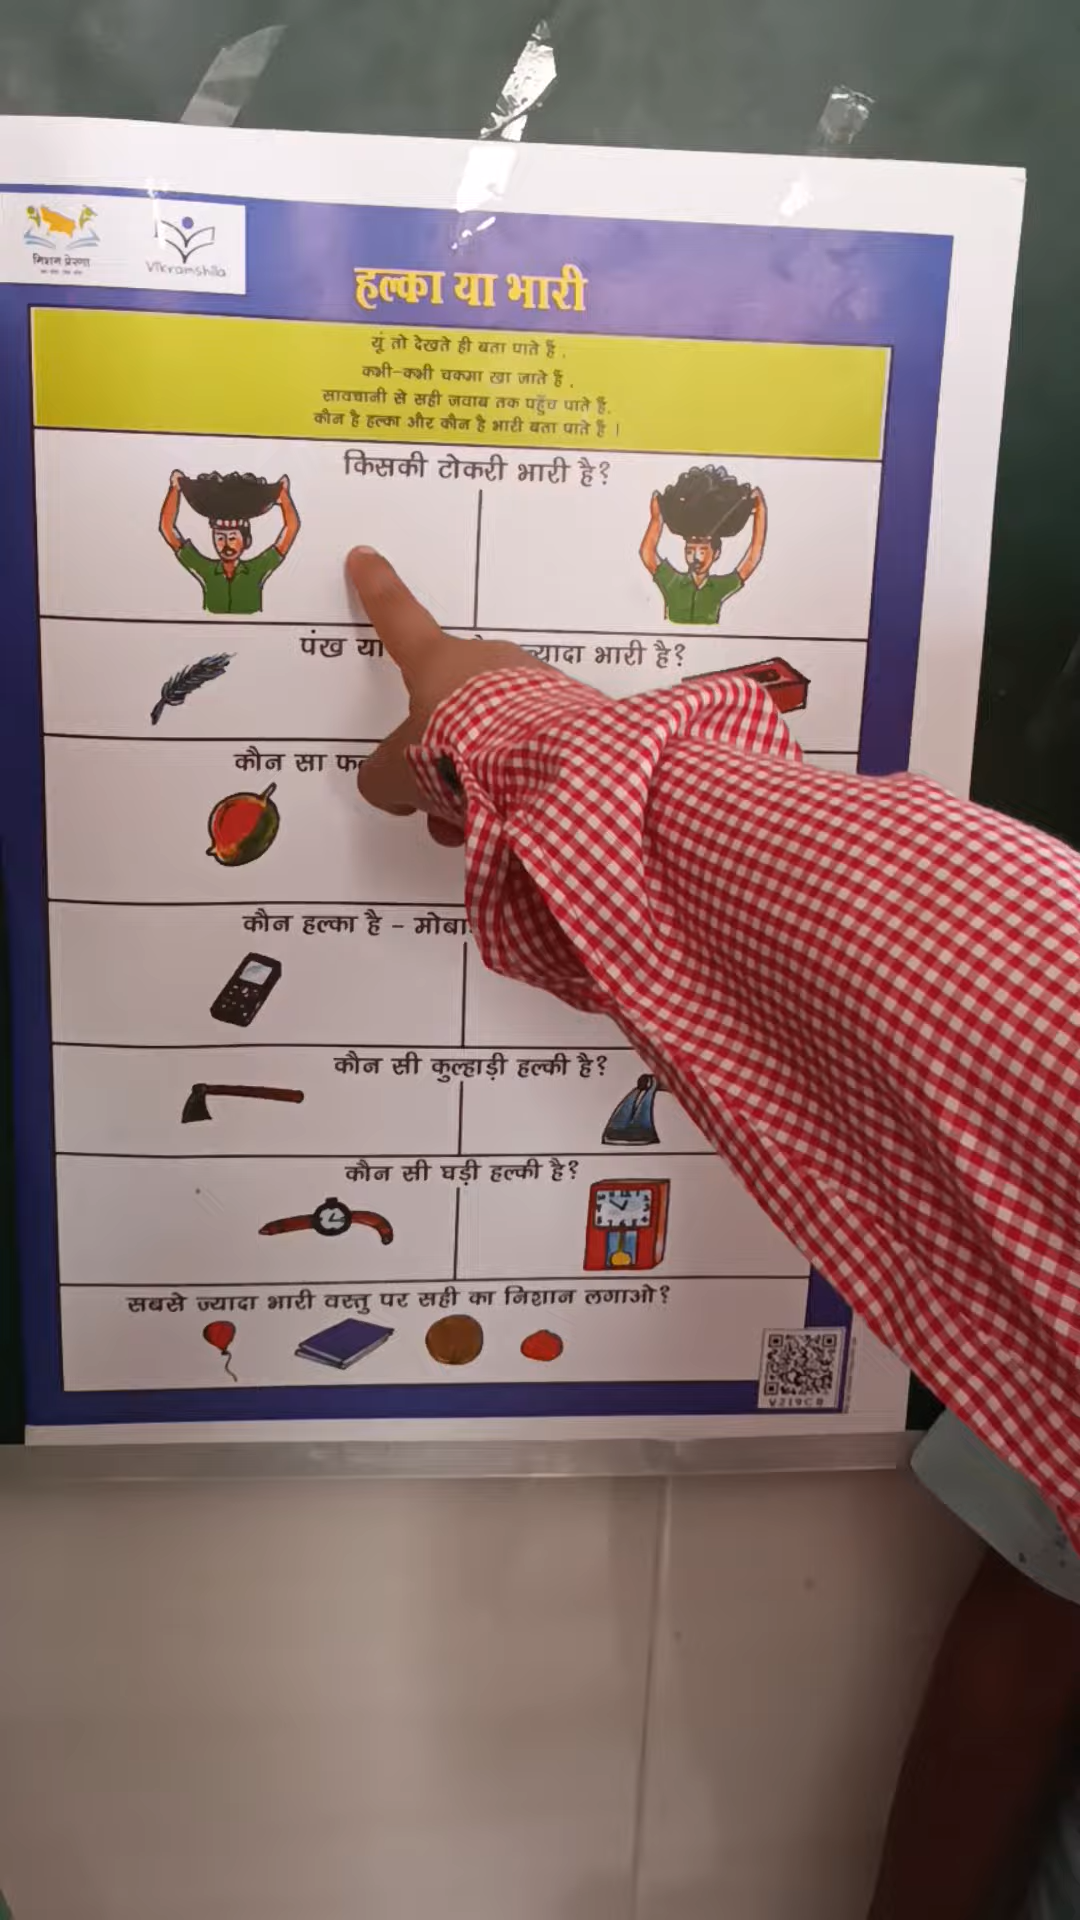 मिशन प्रेरणा
Vikramshila
हल्का या भारी
यूं तो देखते ही बता पाते हैं,
कभी-कभी चकमा खा जाते हैं,
सावधानी से सही जवाब तक पहुँच पाते हैं,
कौन है हल्का और कौन है भारी बता पाते है ।
किसकी टोकरी भारी है?
पंख या ज्यादा भारी है?
कौन सा
कौन हल्का है -
कौन सी कुल्हाड़ी हल्की है?
कौन सी घड़ी हल्की है?
सबसे ज्यादा भारी वस्तु पर सही का निशान लगाओ?
V219C8